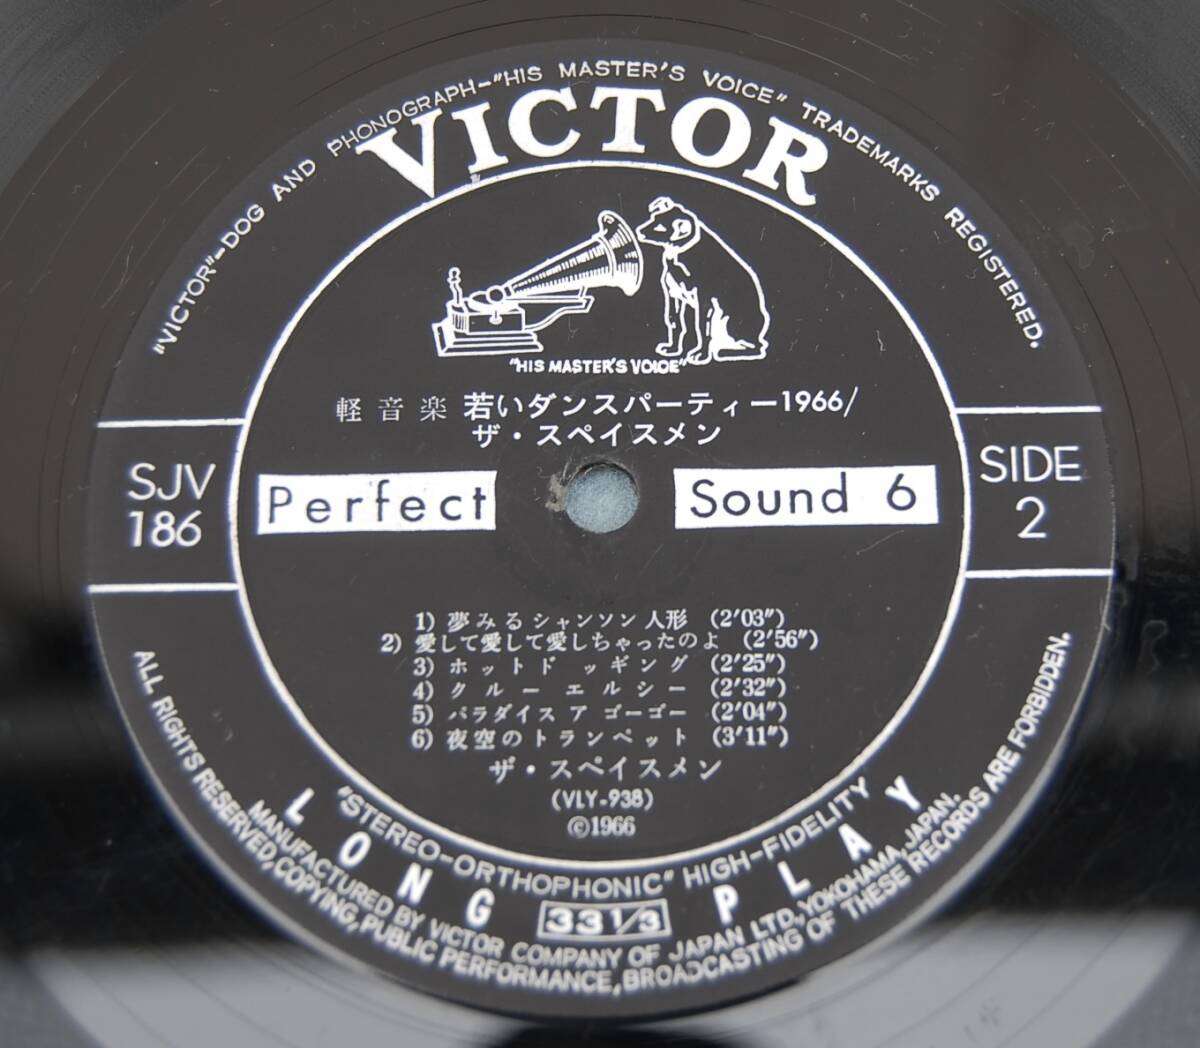 "VICTOR"-DOG AND PHONOGRAPH-"HIS MASTER'S VOICE" TRADEMARKS REGISTERED.
VICTOR
"HIS MASTER'S VOICE"
軽音楽 若いダンスパーティー1966/
ザ・スペイスメン
SJV
186
Perfect Sound 6
SIDE
2
1) 夢みるシャンソン人形 (2'03")
2) 愛して愛して愛しちゃったのよ (2'56")
3) ホットド ッギング (2'25")
4) クルー エルシー (2'32")
5) パラダイス ア ゴーゴー (2'04")
6) 夜空のトランペット (3'11")
ザ・スペイスメン
(VLY-938)
©1966
"STEREO-ORTHOPHONIC" HIGH-FIDELITY
LONG 33 1/3 PLAY
MANUFACTURED BY VICTOR COMPANY OF JAPAN LTD., YOKOHAMA, JAPAN.
ALL RIGHTS RESERVED, COPYING, PUBLIC PERFORMANCE, BROADCASTING OF THESE RECORDS ARE FORBIDDEN.